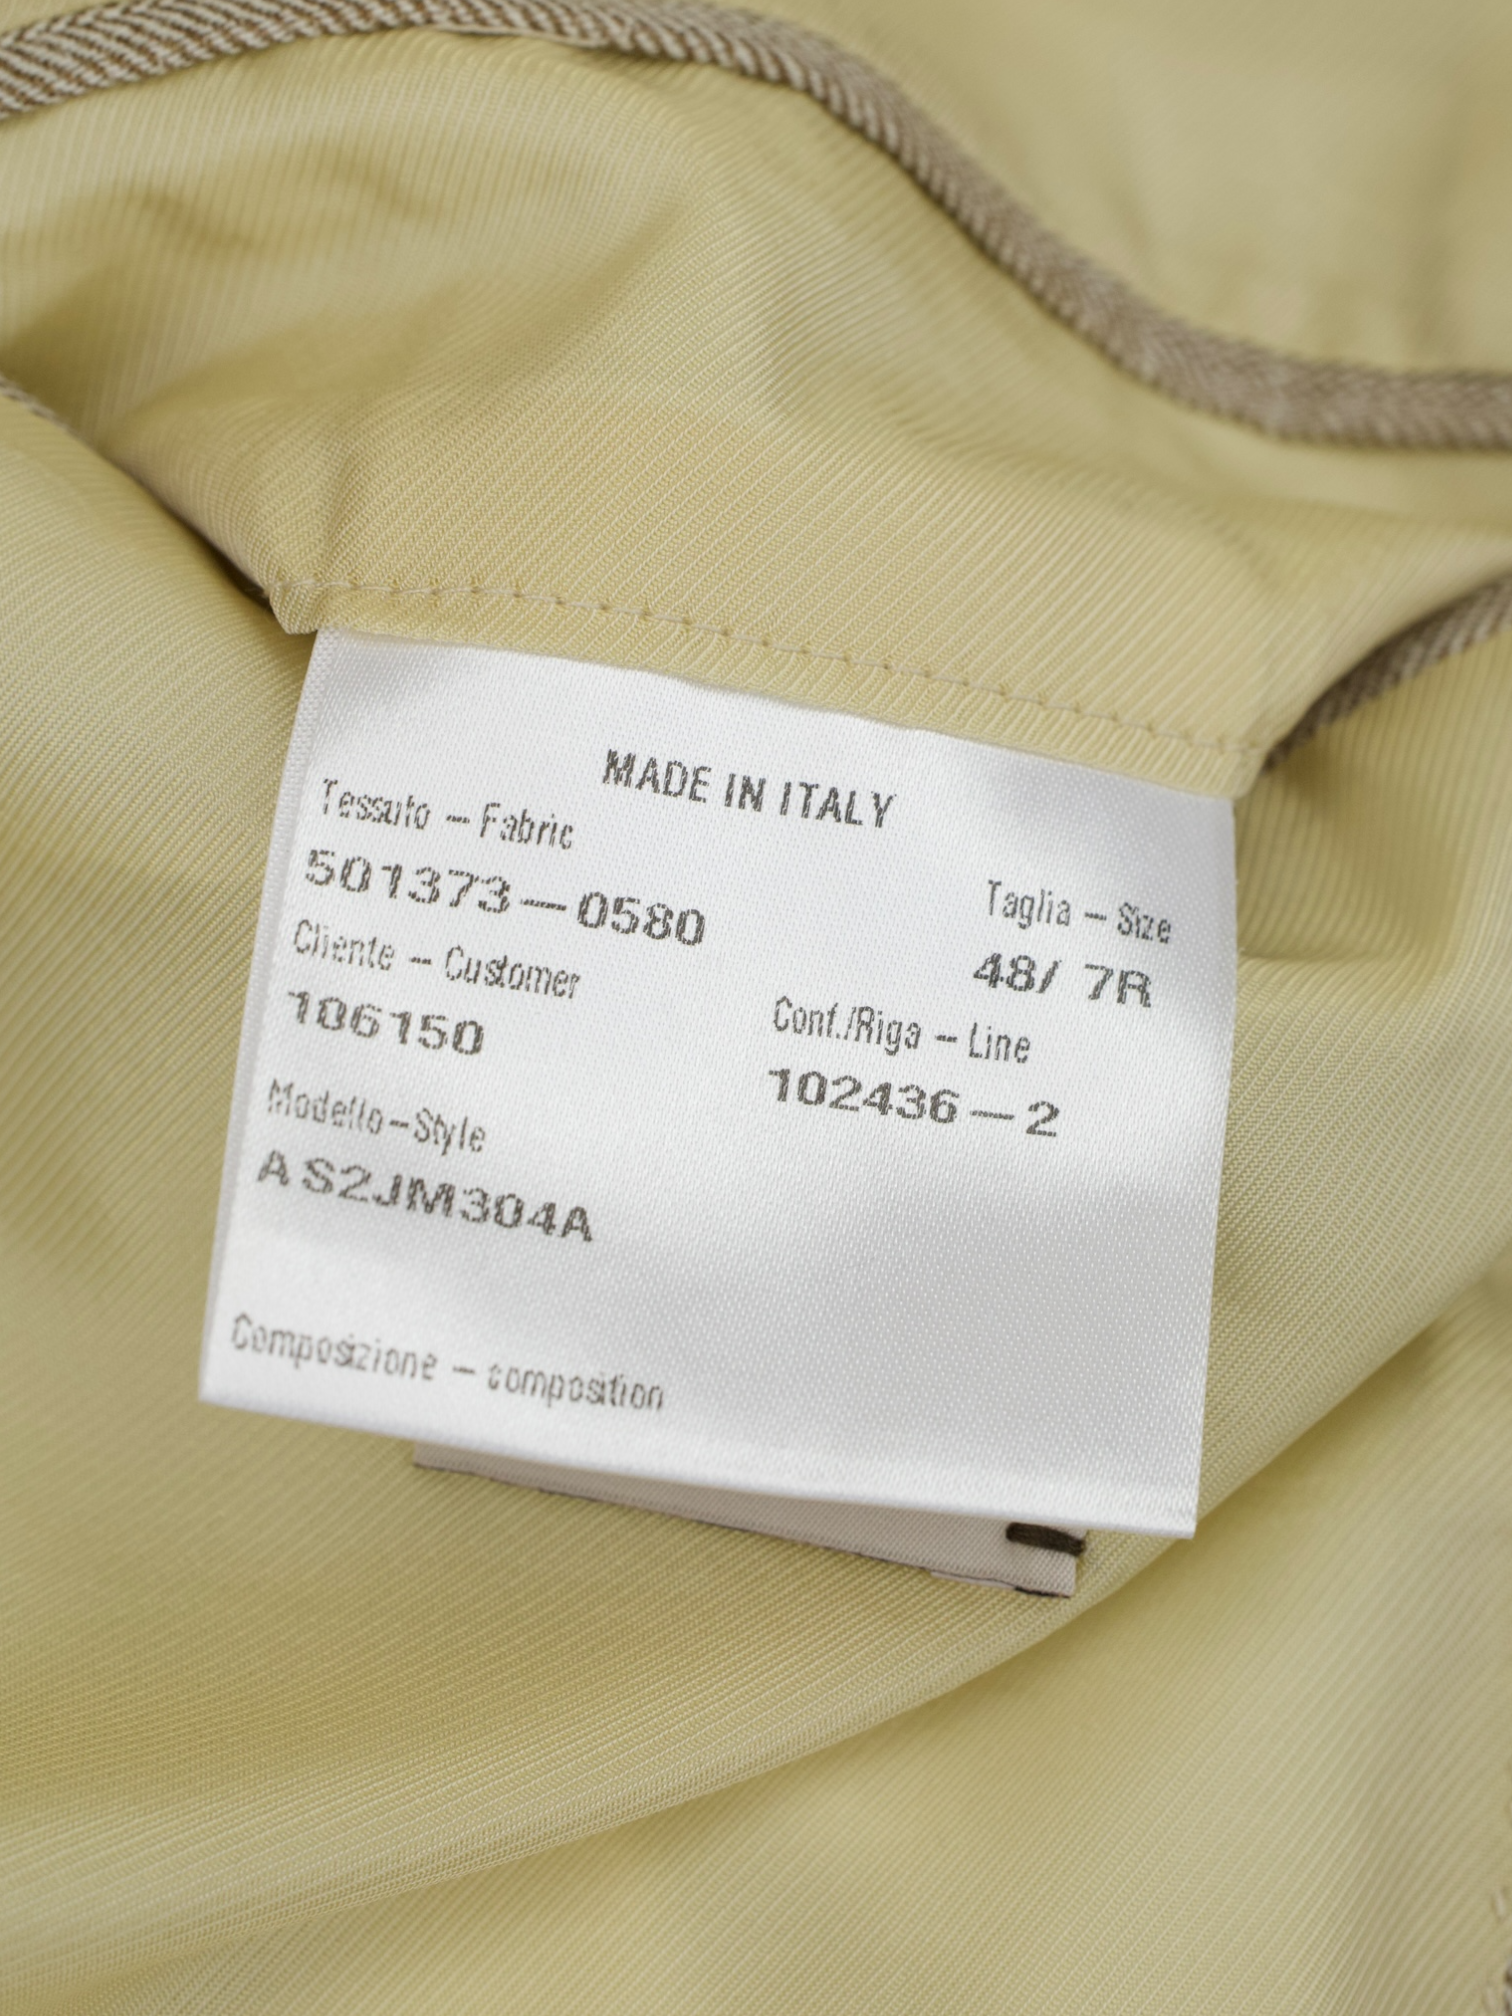 MADE IN ITALY
Tessuto – Fabric
501373—0580
Taglia – Size
48/ 7R
Cliente – Customer
106150
Conf./Riga – Line
102436—2
Modello–Style
AS2JM304A
Composizione – composition